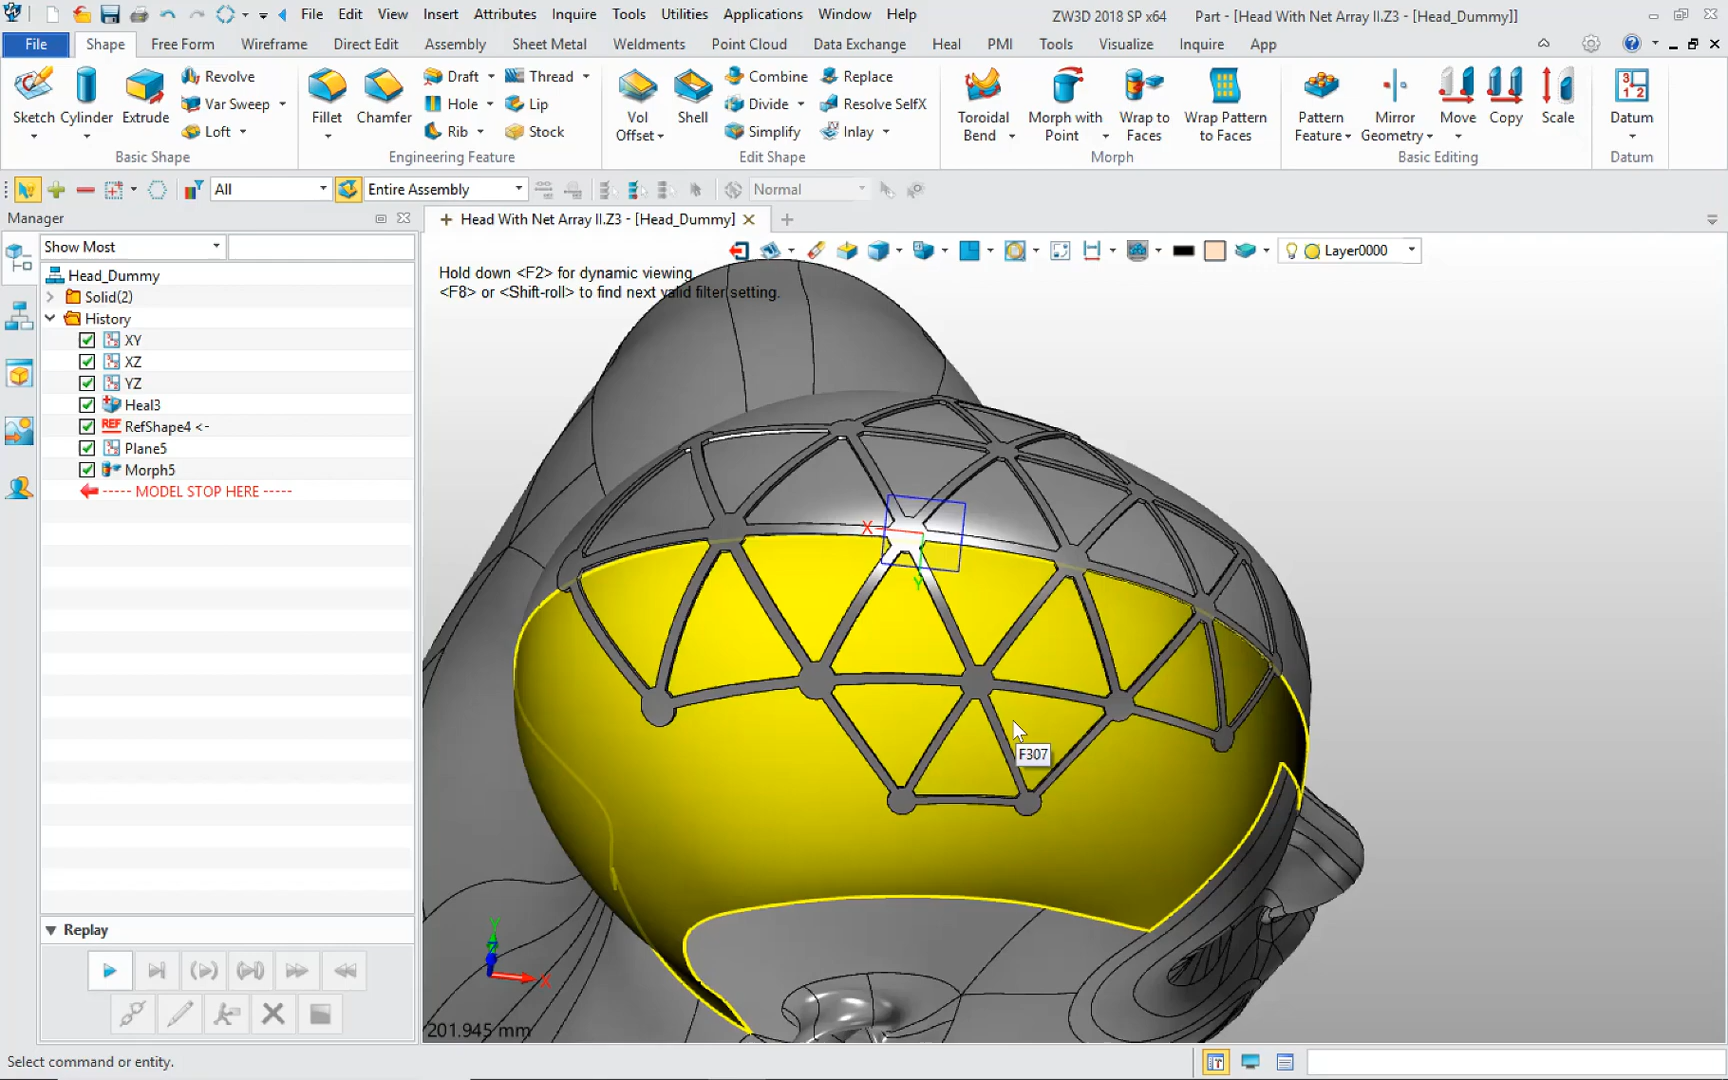 File Edit View Insert Attributes Inquire Tools Utilities Applications Window Help ZW3D 2018 SP x64 Part - [Head With Net Array II.Z3 - [Head_Dummy]]
File Shape Free Form Wireframe Direct Edit Assembly Sheet Metal Weldments Point Cloud Data Exchange Heal PMI Tools Visualize Inquire App
Sketch Cylinder Extrude Revolve Var Sweep Loft
Basic Shape
Fillet Chamfer Draft Hole Rib Thread Lip Stock
Engineering Feature
Vol Offset Shell Combine Divide Simplify Replace Resolve SelfX Inlay
Edit Shape
Toroidal Bend Morph with Point Wrap to Faces Wrap Pattern to Faces
Morph
Pattern Feature Mirror Geometry Move Copy Scale
Basic Editing
Datum
Datum
All Entire Assembly Normal
Manager
Show Most
Head_Dummy
Solid(2)
History
XY
XZ
YZ
Heal3
REF RefShape4 <-
Plane5
Morph5
----- MODEL STOP HERE -----
Replay
Head With Net Array II.Z3 - [Head_Dummy]
Layer0000
Hold down <F2> for dynamic viewing.
<F8> or <Shift-roll> to find next valid filter setting.
X
Y
F307
Y
X
201.945 mm
Select command or entity.